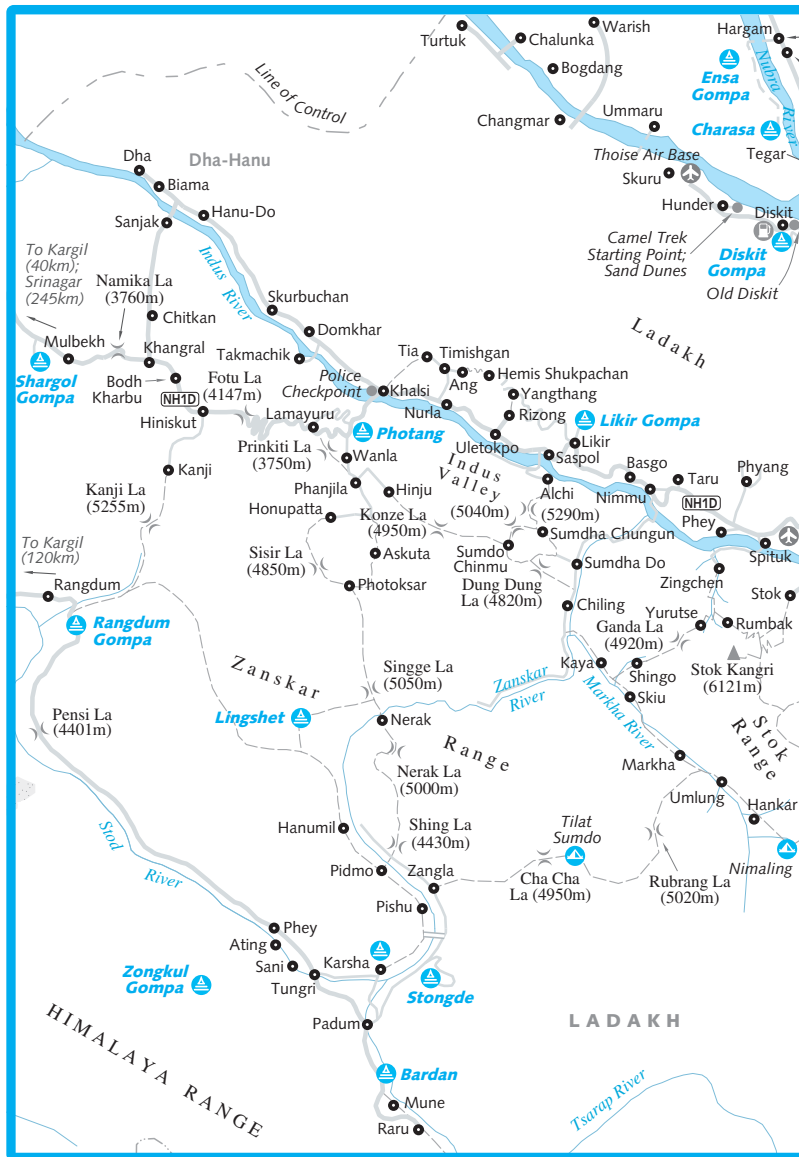 Turtuk
Chalunka
Warish
Bogdang
Hargam
Ensa
Gompa
Nubra
River
Line of Control
Changmar
Ummaru
Charasa
Tegar
Dha
Dha-Hanu
Biama
Thoise Air Base
Skuru
Sanjak
Hanu-Do
Hunder
Diskit
Camel Trek
Starting Point;
Sand Dunes
Diskit
Gompa
Old Diskit
To Kargil
(40km);
Srinagar
(245km)
Namika La
(3760m)
Indus
River
Skurbuchan
Chitkan
Domkhar
Ladakh
Mulbekh
Khangral
Takmachik
Tia
Timishgan
Ang
Hemis Shukpachan
Shargol
Gompa
Bodh
Kharbu
Fotu La
(4147m)
Police
Checkpoint
Khalsi
Yangthang
NH1D
Nurla
Rizong
Likir Gompa
Hiniskut
Lamayuru
Photang
Uletokpo
Likir
Prinkiti La
(3750m)
Wanla
Indus
Valley
Saspol
Basgo
Taru
Phyang
Kanji
Phanjila
Hinju
Alchi
Nimmu
NH1D
Kanji La
(5255m)
Honupatta
Konze La
(4950m)
(5040m)
(5290m)
Phey
Sumdha Chungun
Spituk
To Kargil
(120km)
Sisir La
(4850m)
Askuta
Sumdo
Chinmu
Sumdha Do
Zingchen
Rangdum
Photoksar
Dung Dung
La (4820m)
Stok
Chiling
Yurutse
Rumbak
Rangdum
Gompa
Ganda La
(4920m)
Zanskar
Singge La
(5050m)
Zanskar
River
Kaya
Shingo
Stok Kangri
(6121m)
Skiu
Pensi La
(4401m)
Lingshet
Nerak
Markha River
Stok
Range
Range
Nerak La
(5000m)
Markha
Umlung
Stod
River
Hanumil
Shing La
(4430m)
Tilat
Sumdo
Hankar
Pidmo
Zangla
Cha Cha
La (4950m)
Rubrang La
(5020m)
Nimaling
Pishu
Phey
Ating
Karsha
Zongkul
Gompa
Sani
Tungri
Stongde
Padum
LADAKH
HIMALAYA RANGE
Bardan
Tsarap River
Mune
Raru